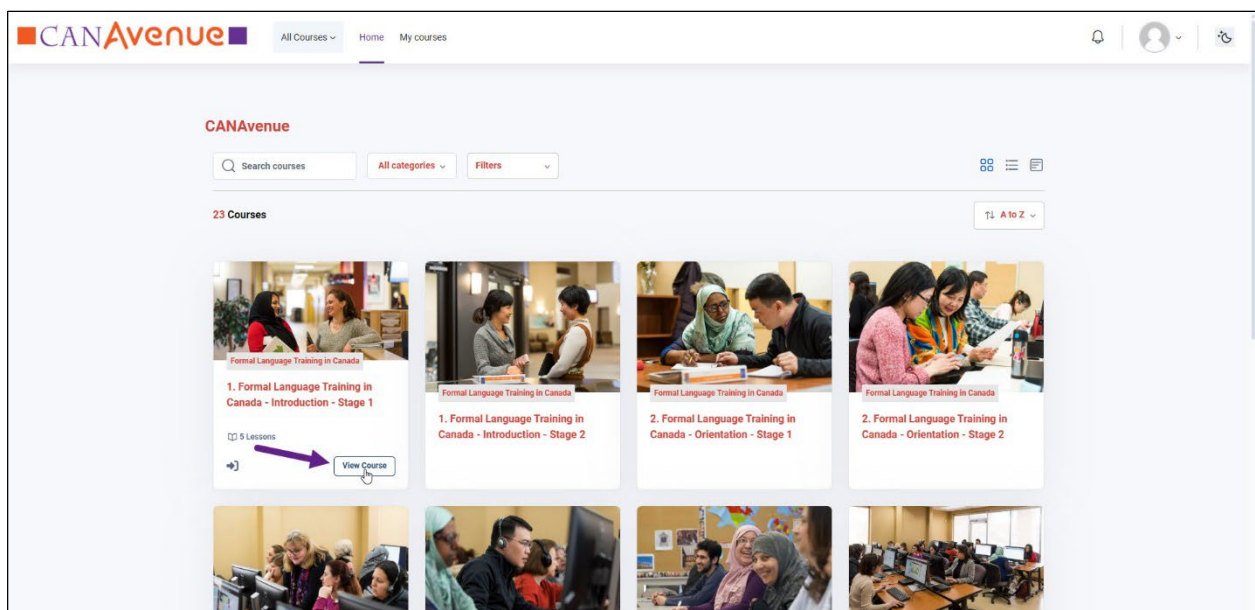 CANAvenue
All Courses
Home
My courses
CANAvenue
Search courses
All categories
Filters
23 Courses
A to Z
Formal Language Training in Canada
1. Formal Language Training in
Canada - Introduction - Stage 1
5 Lessons
View Course
Formal Language Training in Canada
1. Formal Language Training in
Canada - Introduction - Stage 2
Formal Language Training in Canada
2. Formal Language Training in
Canada - Orientation - Stage 1
Formal Language Training in Canada
2. Formal Language Training in
Canada - Orientation - Stage 2